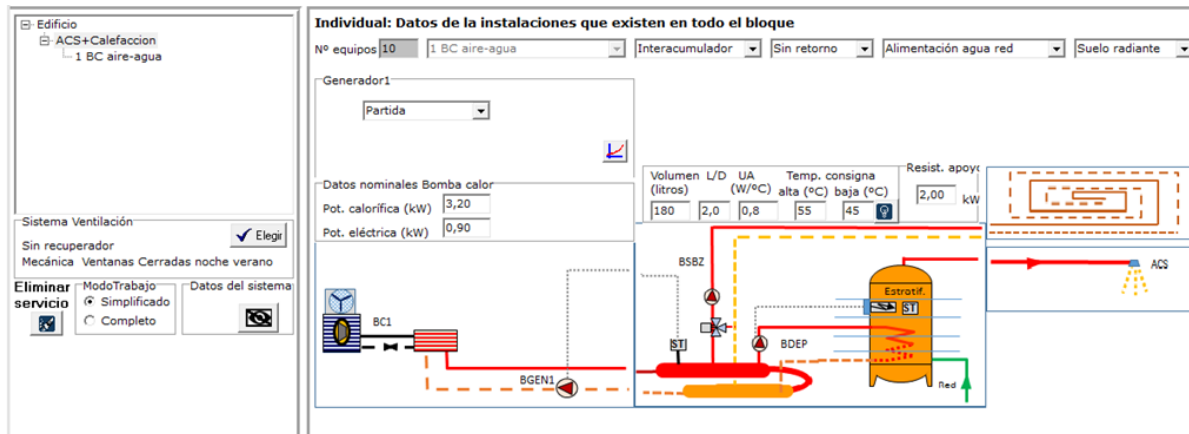 Edificio
ACS+Calefaccion
1 BC aire-agua
Sistema Ventilación
Elegir
Sin recuperador
Mecánica Ventanas Cerradas noche verano
Eliminar servicio
ModoTrabajo
Simplificado
Completo
Datos del sistema
Individual: Datos de la instalaciones que existen en todo el bloque
Nº equipos 10 1 BC aire-agua Interacumulador Sin retorno Alimentación agua red Suelo radiante
Generador1
Partida
Datos nominales Bomba calor
Pot. calorífica (kW) 3,20
Pot. eléctrica (kW) 0,90
Volumen L/D UA Temp. consigna
(litros) (W/ºC) alta (ºC) baja (ºC)
180 2,0 0,8 55 45
Resist. apoyo
2,00 kW
BC1
BGEN1
BSBZ
ST
BDEP
Estratif.
ST
Red
ACS